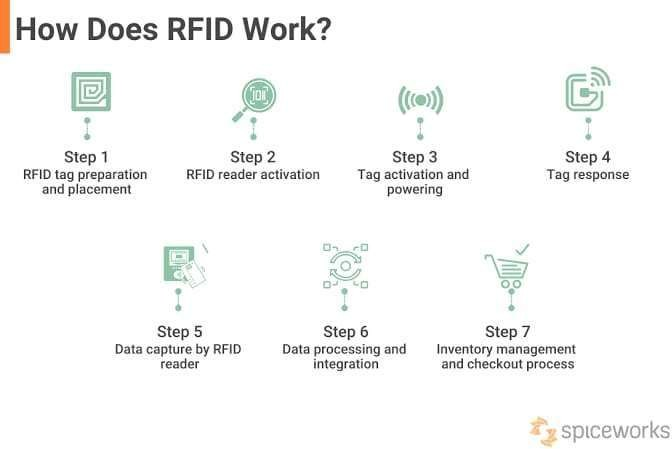 How Does RFID Work?
Step 1
RFID tag preparation
and placement
Step 2
RFID reader activation
Step 3
Tag activation and
powering
Step 4
Tag response
Step 5
Data capture by RFID
reader
Step 6
Data processing and
integration
Step 7
Inventory management
and checkout process
spiceworks